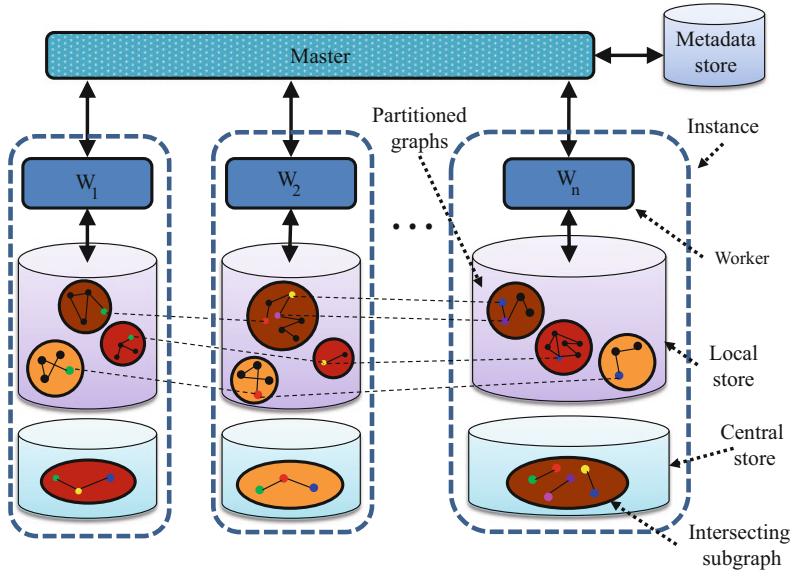 Master
Metadata
store
Partitioned
graphs
Instance
W1
W2
Wn
Worker
Local
store
Central
store
Intersecting
subgraph